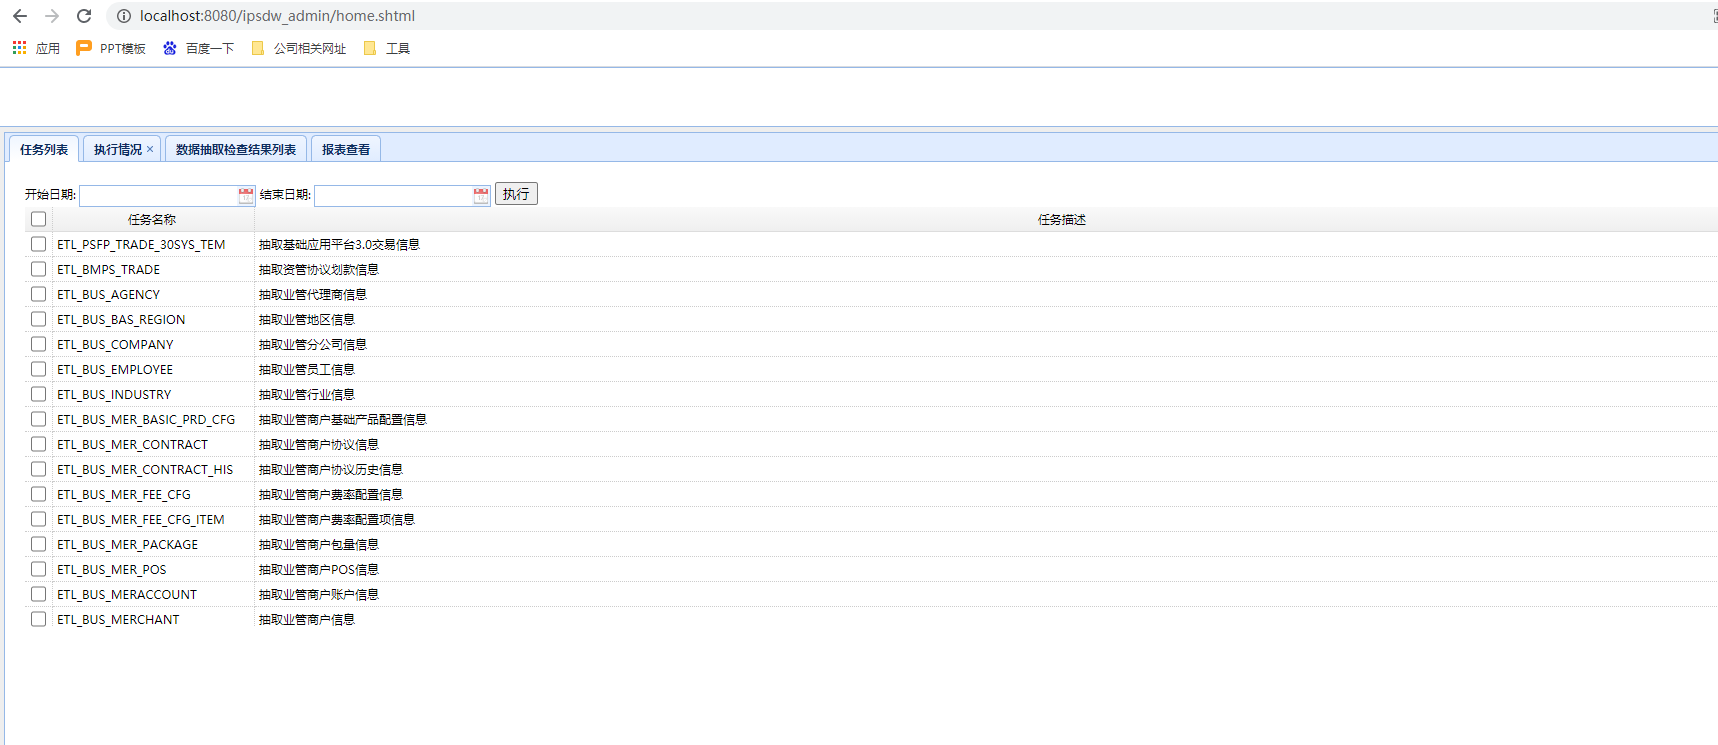 localhost:8080/ipsdw_admin/home.shtml
应用 PPT模板 百度一下 公司相关网址 工具
任务列表 执行情况 × 数据抽取检查结果列表 报表查看
开始日期: 结束日期: 执行
任务名称 任务描述
ETL_PSFP_TRADE_30SYS_TEM 抽取基础应用平台3.0交易信息
ETL_BMPS_TRADE 抽取资管协议划款信息
ETL_BUS_AGENCY 抽取业管代理商信息
ETL_BUS_BAS_REGION 抽取业管地区信息
ETL_BUS_COMPANY 抽取业管分公司信息
ETL_BUS_EMPLOYEE 抽取业管员工信息
ETL_BUS_INDUSTRY 抽取业管行业信息
ETL_BUS_MER_BASIC_PRD_CFG 抽取业管商户基础产品配置信息
ETL_BUS_MER_CONTRACT 抽取业管商户协议信息
ETL_BUS_MER_CONTRACT_HIS 抽取业管商户协议历史信息
ETL_BUS_MER_FEE_CFG 抽取业管商户费率配置信息
ETL_BUS_MER_FEE_CFG_ITEM 抽取业管商户费率配置项信息
ETL_BUS_MER_PACKAGE 抽取业管商户包量信息
ETL_BUS_MER_POS 抽取业管商户POS信息
ETL_BUS_MERACCOUNT 抽取业管商户账户信息
ETL_BUS_MERCHANT 抽取业管商户信息